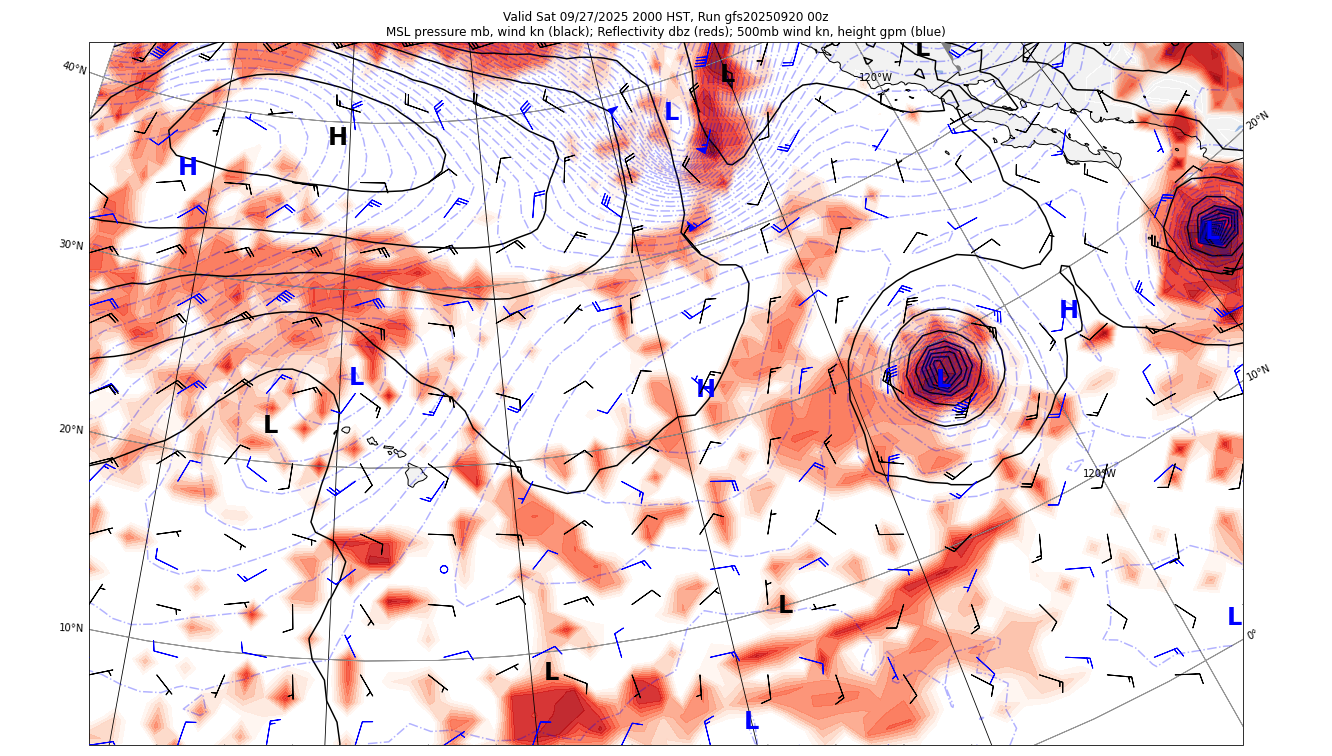 Valid Sat 09/27/2025 2000 HST, Run gfs20250920 00z
MSL pressure mb, wind kn (black); Reflectivity dbz (reds); 500mb wind kn, height gpm (blue)
L
40°N
120°W
L
L
20°N
H
H
L
30°N
H
L
H
10°N
L
20°N
120°W
L
10°N
L
0°
L
L